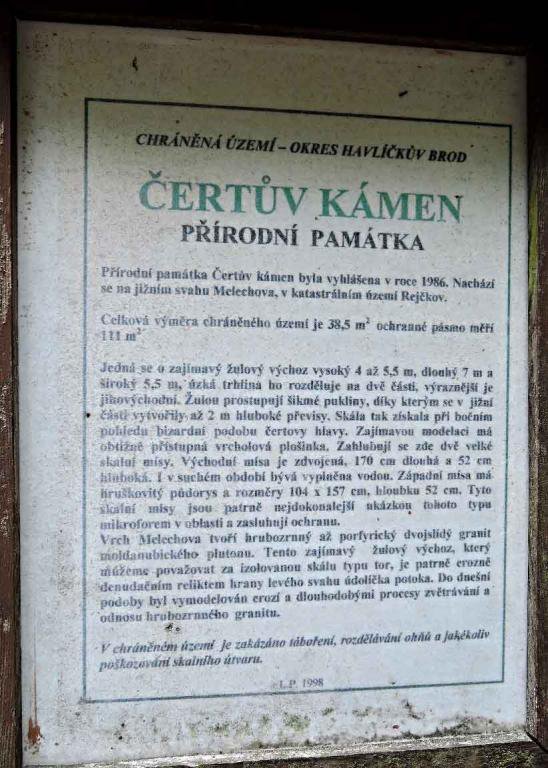 CHRÁNĚNÁ ÚZEMÍ – OKRES HAVLÍČKŮV BROD
ČERTŮV KÁMEN
PŘÍRODNÍ PAMÁTKA
Přírodní památka Čertův kámen byla vyhlášena v roce 1986. Nachází
se na jižním svahu Melechova, v katastrálním území Rejčkov.
Celková výměra chráněného území je 38,5 m² ochranné pásmo měří
111 m²
Jedná se o zajímavý žulový výchoz vysoký 4 až 5,5 m, dlouhý 7 m a
široký 5,5 m, úzká trhlina ho rozděluje na dvě části, výraznější je
jihovýchodní. Žulou prostupují šikmé pukliny, díky kterým se v jižní
části vytvořily až 2 m hluboké převisy. Skála tak získala při bočním
pohledu bizardní podobu čertovy hlavy. Zajímavou modelaci má
obtížně přístupná vrcholová plošinka. Zahlubují se zde dvě velké
skalní mísy. Východní mísa je zdvojená, 170 cm dlouhá a 52 cm
hluboká. I v suchém období bývá vyplněna vodou. Západní mísa má
hruškovitý půdorys a rozměry 104 x 157 cm, hloubku 52 cm. Tyto
skalní mísy jsou patrně nejdokonalejší ukázkou tohoto typu
mikroforem v oblasti a zasluhují ochranu.
Vrch Melechova tvoří hrubozrnný až porfyrický dvojslídý granit
moldanubického plutonu. Tento zajímavý žulový výchoz, který
můžeme považovat za izolovanou skálu typu tor, je patrně erozně
denudačním reliktem hrany levého svahu údolíčka potoka. Do dnešní
podoby byl vymodelován erozí a dlouhodobými procesy zvětrávání a
odnosu hrubozrnného granitu.
V chráněném území je zakázáno táboření, rozdělávání ohňů a jakékoliv
poškozování skalního útvaru.
L.P. 1998